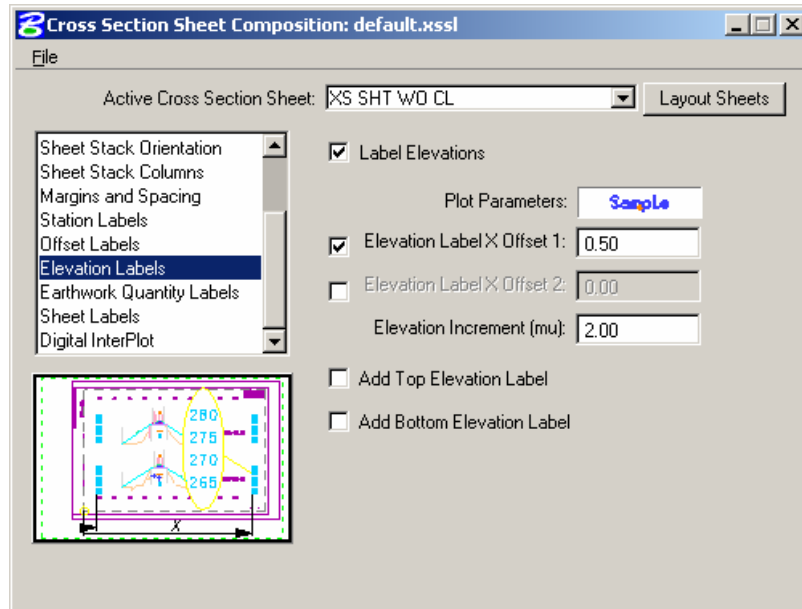 Cross Section Sheet Composition: default.xssl
File
Active Cross Section Sheet: XS SHT WO CL Layout Sheets
Sheet Stack Orientation
Sheet Stack Columns
Margins and Spacing
Station Labels
Offset Labels
Elevation Labels
Earthwork Quantity Labels
Sheet Labels
Digital InterPlot
Label Elevations
Plot Parameters: Sample
Elevation Label X Offset 1: 0.50
Elevation Label X Offset 2: 0.00
Elevation Increment (mu): 2.00
Add Top Elevation Label
Add Bottom Elevation Label
280
275
270
265
X